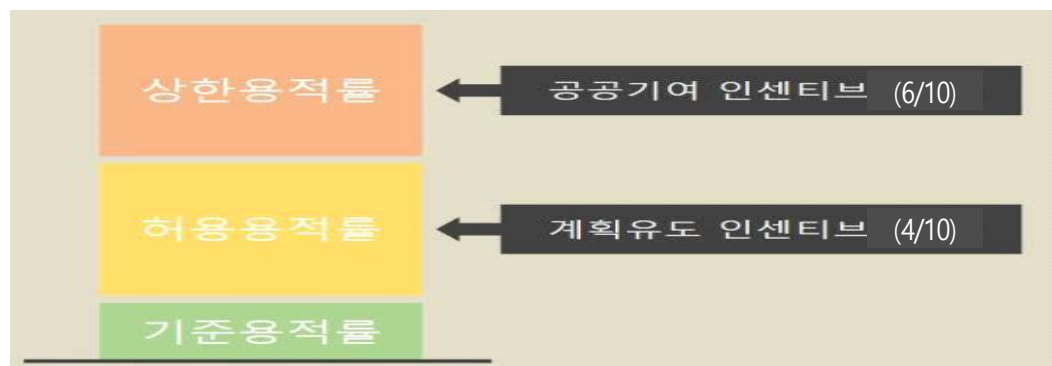 상한용적률
공공기여 인센티브 (6/10)
허용용적률
계획유도 인센티브 (4/10)
기준용적률